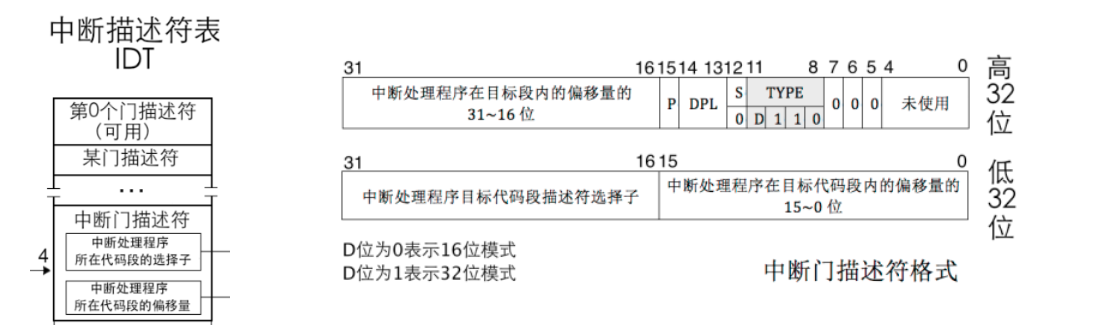 中断描述符表
IDT
第0个门描述符
（可用）
某门描述符
...
中断门描述符
中断处理程序
所在代码段的选择子
4
中断处理程序
所在代码段的偏移量
31 16 15 14 13 12 11 8 7 6 5 4 0
中断处理程序在目标段内的偏移量的
31~16 位
P DPL S TYPE 0 0 0 未使用
0 D 1 1 0
高
32
位
31 16 15 0
中断处理程序目标代码段描述符选择子
中断处理程序在目标代码段内的偏移量的
15~0 位
低
32
位
D位为0表示16位模式
D位为1表示32位模式
中断门描述符格式